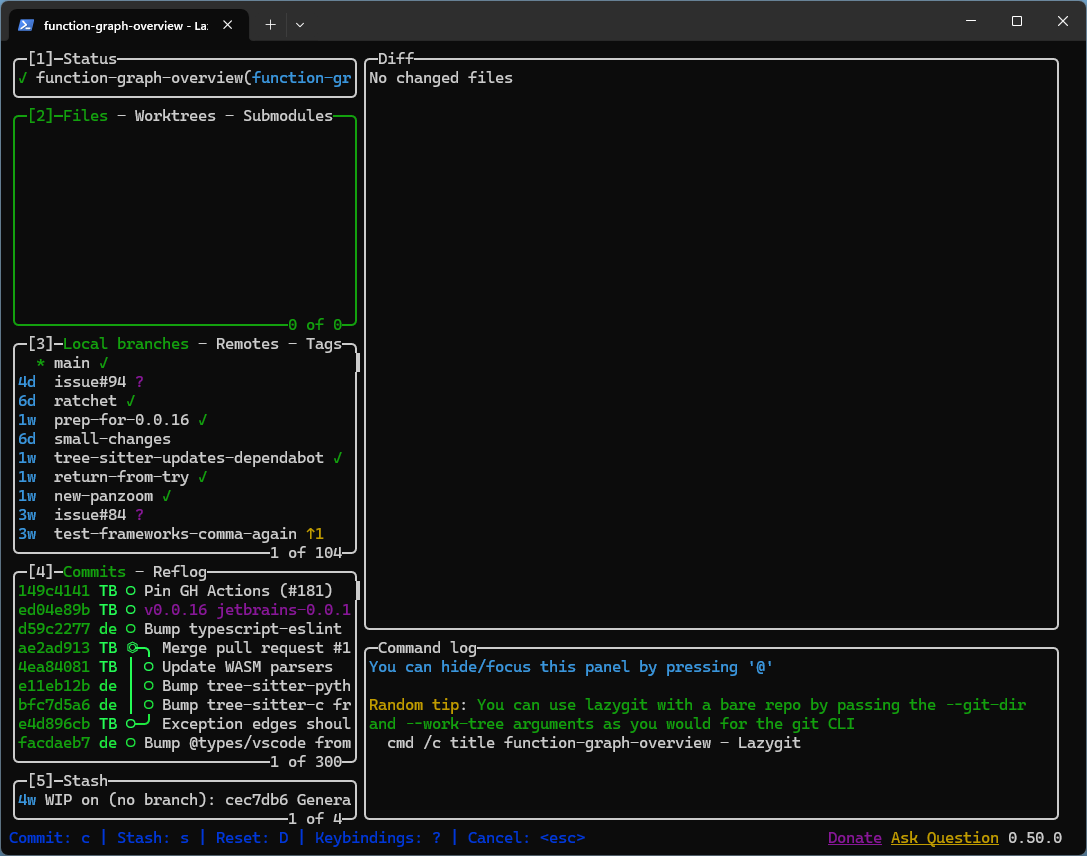 function-graph-overview - La
[1]-Status
✓ function-graph-overview(function-gr
[2]-Files - Worktrees - Submodules
0 of 0
[3]-Local branches - Remotes - Tags
* main ✓
4d issue#94 ?
6d ratchet ✓
1w prep-for-0.0.16 ✓
6d small-changes
1w tree-sitter-updates-dependabot ✓
1w return-from-try ✓
1w new-panzoom ✓
3w issue#84 ?
3w test-frameworks-comma-again ↑1
1 of 104
[4]-Commits - Reflog
149c4141 TB Pin GH Actions (#181)
ed04e89b TB v0.0.16 jetbrains-0.0.1
d59c2277 de Bump typescript-eslint
ae2ad913 TB Merge pull request #1
4ea84081 TB Update WASM parsers
e11eb12b de Bump tree-sitter-pyth
bfc7d5a6 de Bump tree-sitter-c fr
e4d896cb TB Exception edges shoul
facdaeb7 de Bump @types/vscode from
1 of 300
[5]-Stash
4w WIP on (no branch): cec7db6 Genera
1 of 4
Diff
No changed files
Command log
You can hide/focus this panel by pressing '@'
Random tip: You can use lazygit with a bare repo by passing the --git-dir
and --work-tree arguments as you would for the git CLI
cmd /c title function-graph-overview - Lazygit
Commit: c | Stash: s | Reset: D | Keybindings: ? | Cancel: <esc>
Donate Ask Question 0.50.0